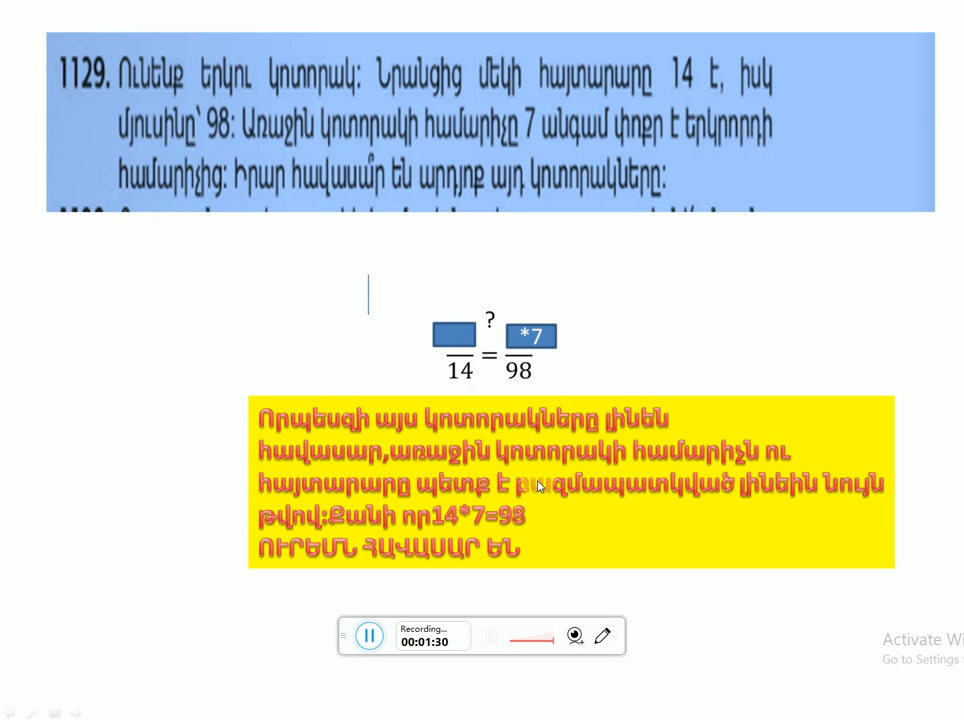 1129. Ունենք երկու կոտորակ: Նրանցից մեկի հայտարարը 14 է, իսկ
մյուսինը՝ 98: Առաջին կոտորակի համարիչը 7 անգամ փոքր է երկրորդի
համարիչից: Իրար հավասա՞ր են արդյոք այդ կոտորակները:
?
*7
14 = 98
Որպեսզի այս կոտորակները լինեն
հավասար,առաջին կոտորակի համարիչն ու
հայտարարը պետք է բազմապատկված լինեին նույն
թվով:Քանի որ14*7=98
ՈՒՐԵՄՆ ՀԱՎԱՍԱՐ ԵՆ
Recording...
00:01:30
Activate Wi
Go to Settings